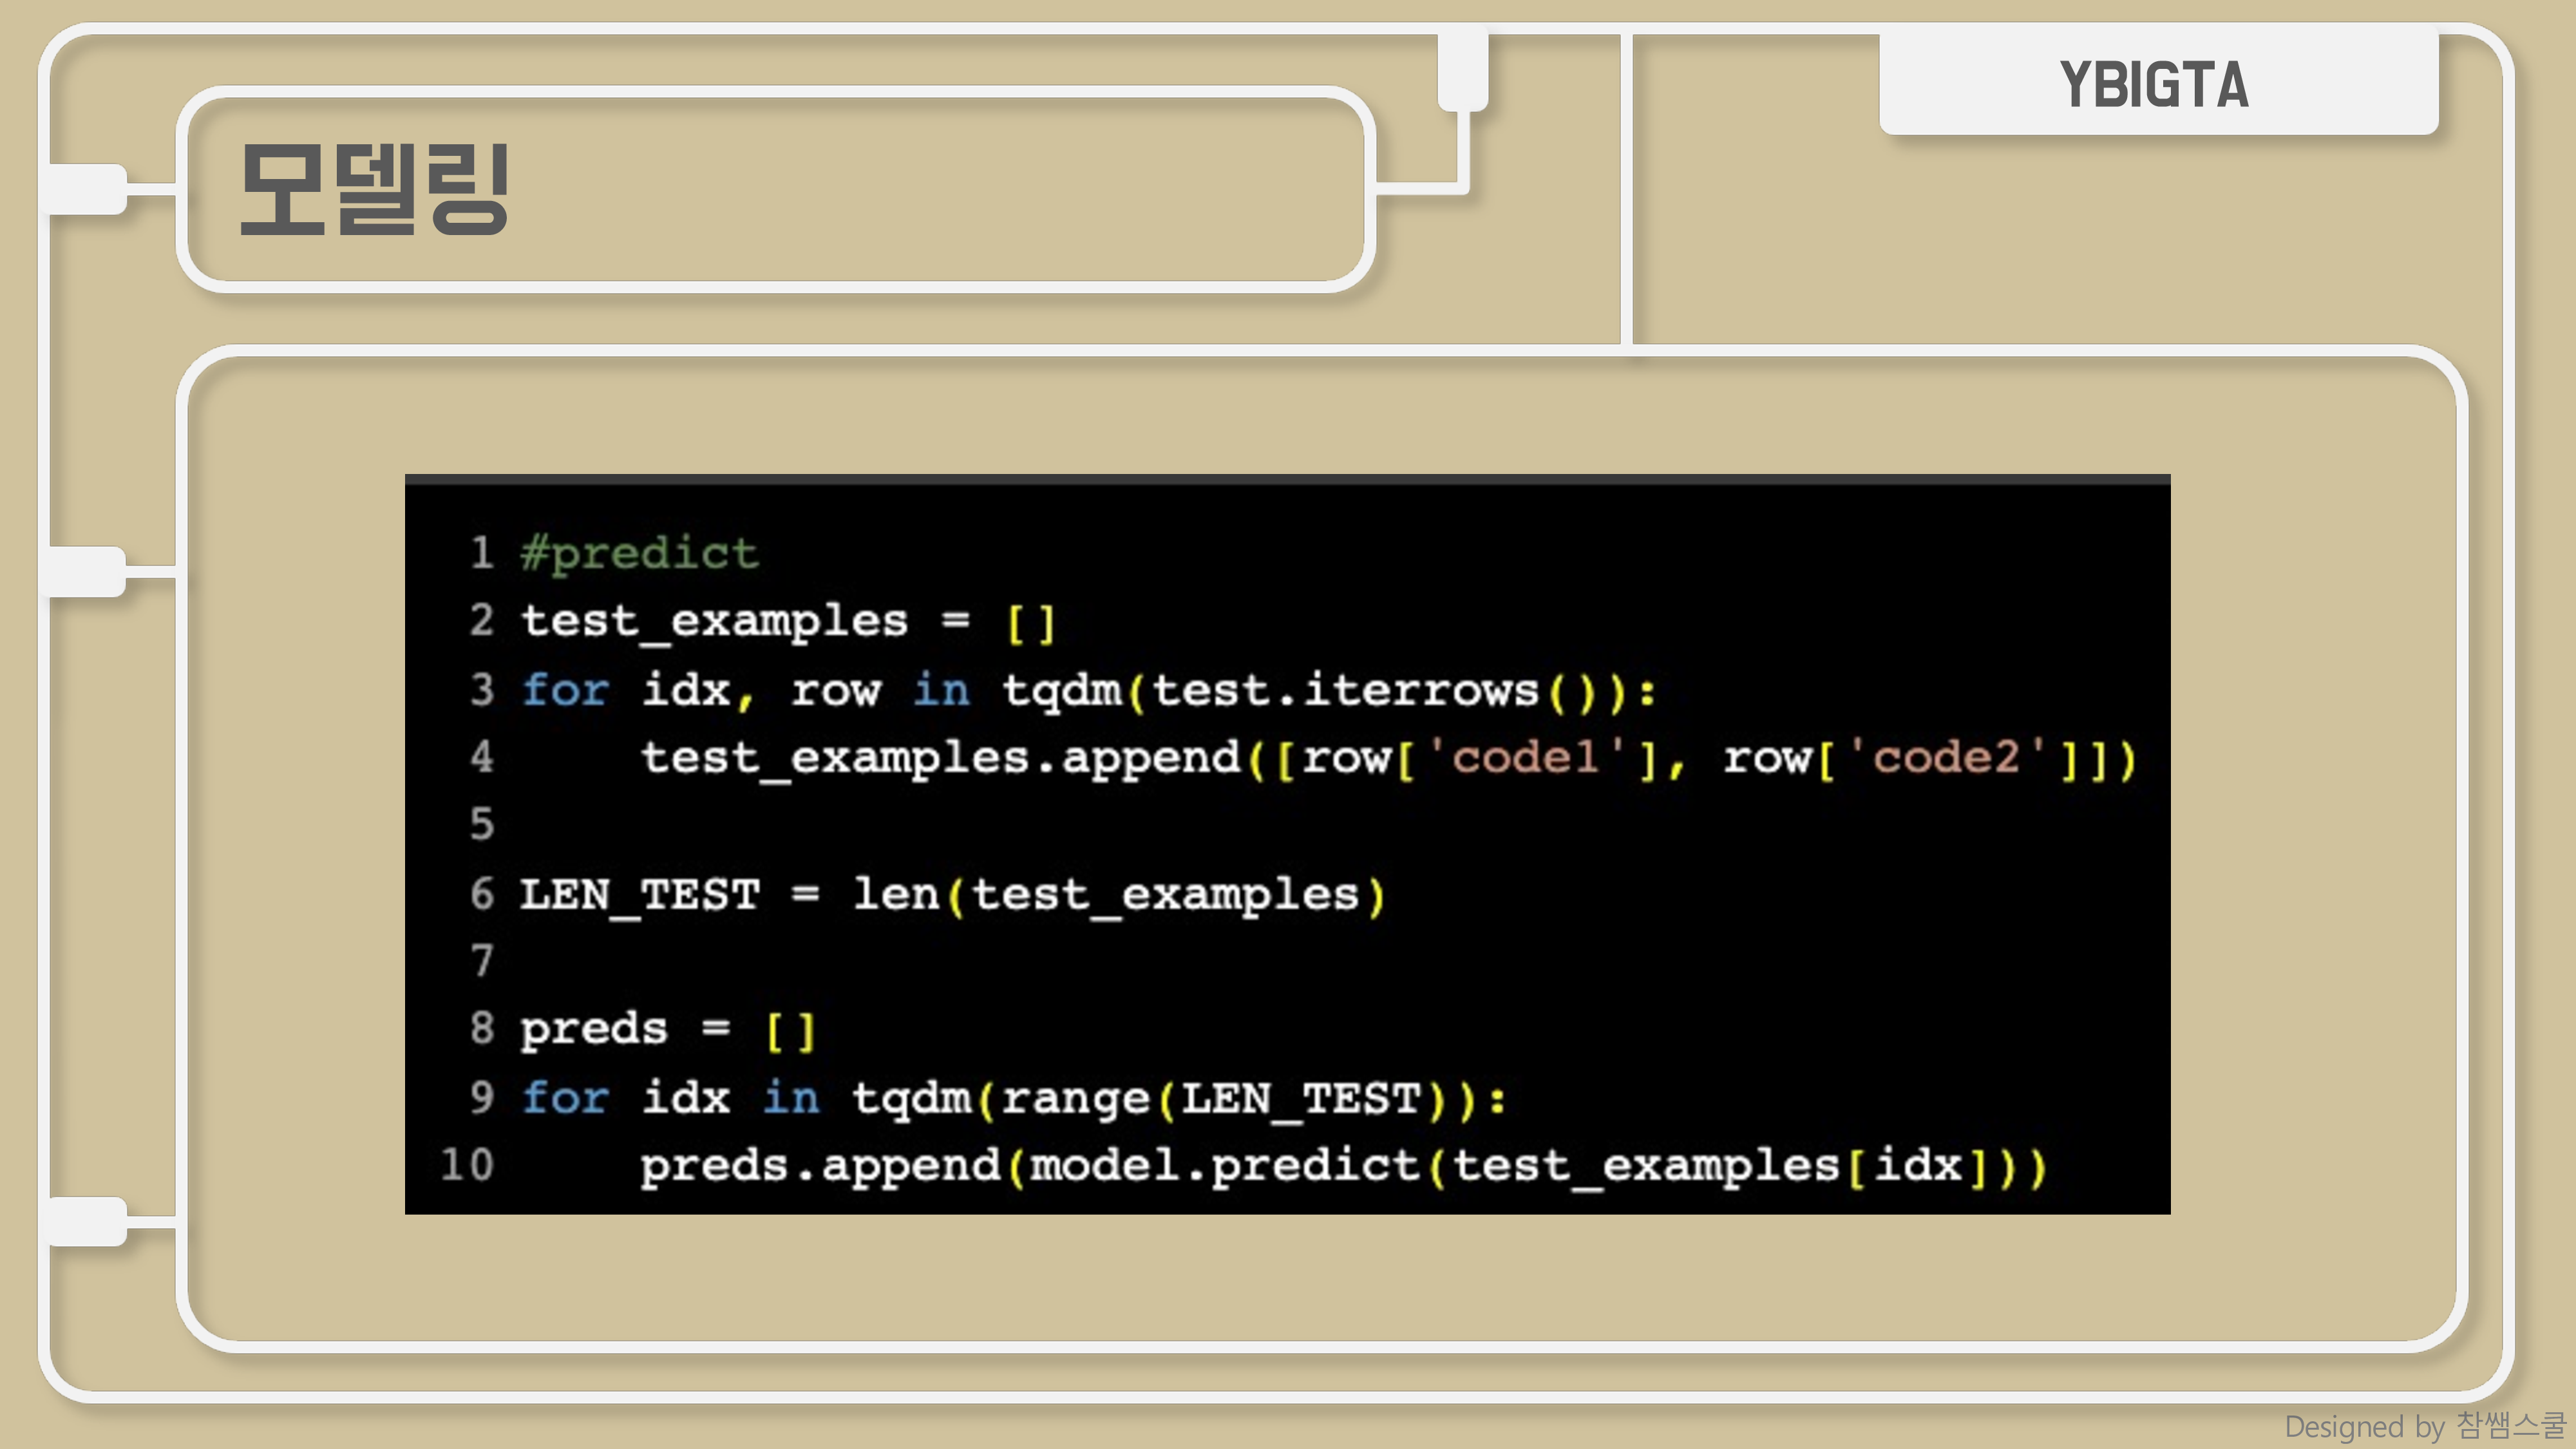 YBIGTA
모델링
1 #predict
2 test_examples = []
3 for idx, row in tqdm(test.iterrows()):
4     test_examples.append([row['code1'], row['code2']])
5
6 LEN_TEST = len(test_examples)
7
8 preds = []
9 for idx in tqdm(range(LEN_TEST)):
10     preds.append(model.predict(test_examples[idx]))
Designed by 참쌤스쿨